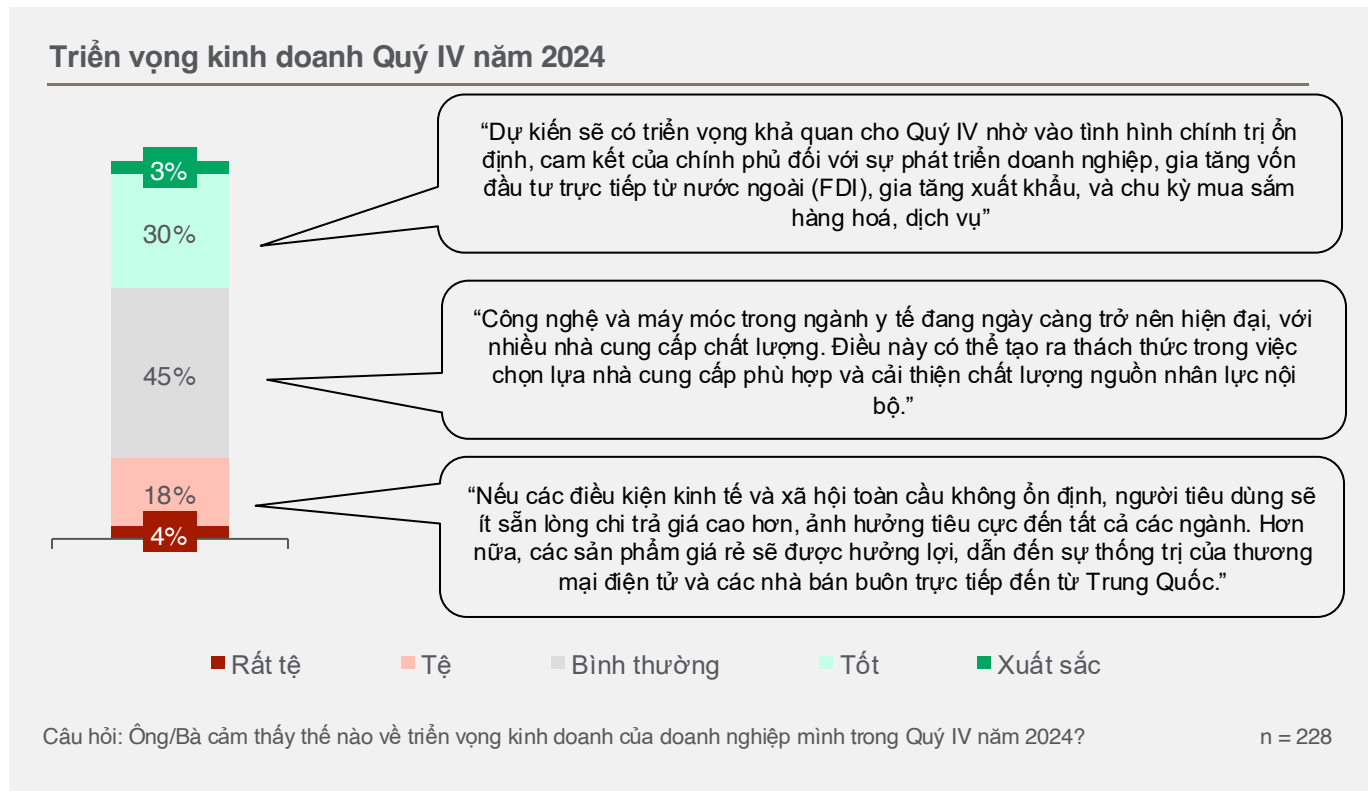 Triển vọng kinh doanh Quý IV năm 2024
3%
30%
45%
18%
4%
“Dự kiến sẽ có triển vọng khả quan cho Quý IV nhờ vào tình hình chính trị ổn
định, cam kết của chính phủ đối với sự phát triển doanh nghiệp, gia tăng vốn
đầu tư trực tiếp từ nước ngoài (FDI), gia tăng xuất khẩu, và chu kỳ mua sắm
hàng hoá, dịch vụ”
“Công nghệ và máy móc trong ngành y tế đang ngày càng trở nên hiện đại, với
nhiều nhà cung cấp chất lượng. Điều này có thể tạo ra thách thức trong việc
chọn lựa nhà cung cấp phù hợp và cải thiện chất lượng nguồn nhân lực nội
bộ.”
“Nếu các điều kiện kinh tế và xã hội toàn cầu không ổn định, người tiêu dùng sẽ
ít sẵn lòng chi trả giá cao hơn, ảnh hưởng tiêu cực đến tất cả các ngành. Hơn
nữa, các sản phẩm giá rẻ sẽ được hưởng lợi, dẫn đến sự thống trị của thương
mại điện tử và các nhà bán buôn trực tiếp đến từ Trung Quốc.”
Rất tệ Tệ Bình thường Tốt Xuất sắc
Câu hỏi: Ông/Bà cảm thấy thế nào về triển vọng kinh doanh của doanh nghiệp mình trong Quý IV năm 2024? n = 228